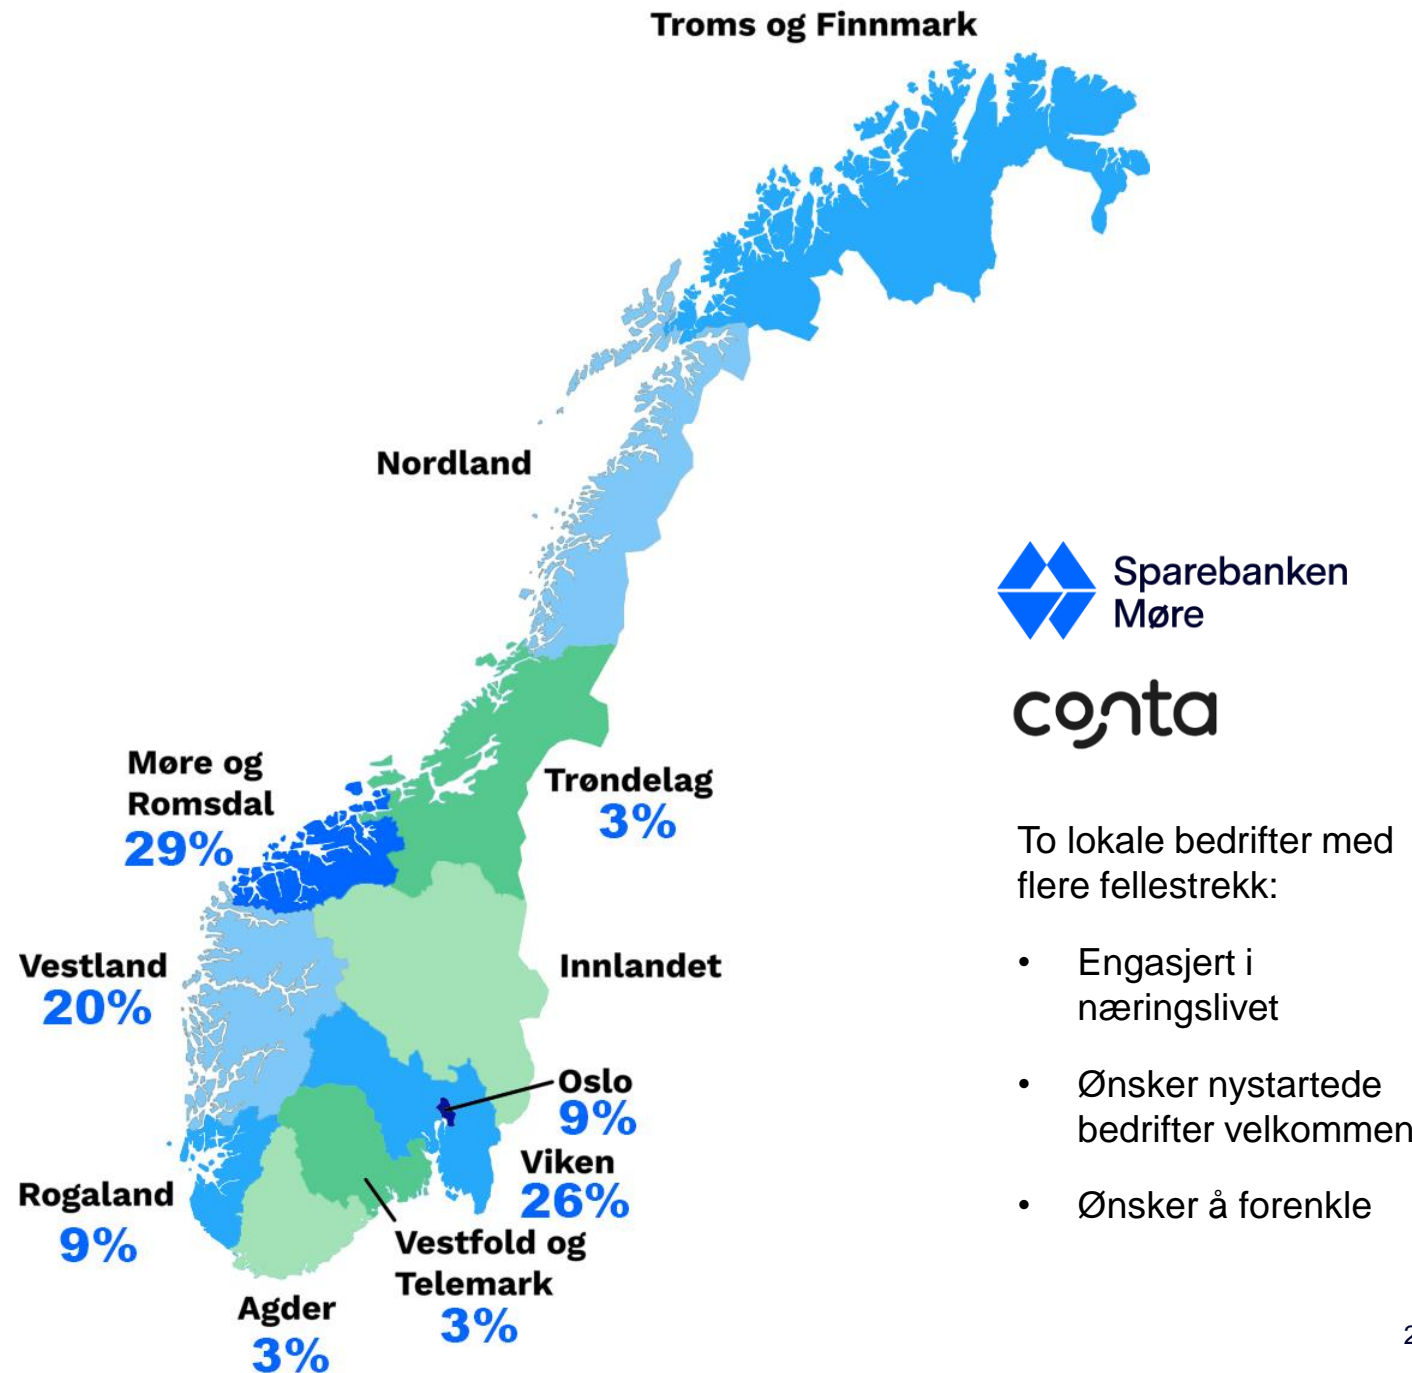 Troms og Finnmark
Nordland
Møre og
Romsdal
29%
Trøndelag
3%
Vestland
20%
Innlandet
Oslo
9%
Viken
26%
Rogaland
9%
Vestfold og
Telemark
3%
Agder
3%
Sparebanken
Møre
conta
To lokale bedrifter med
flere fellestrekk:
• Engasjert i
næringslivet
• Ønsker nystartede
bedrifter velkommen
• Ønsker å forenkle
2